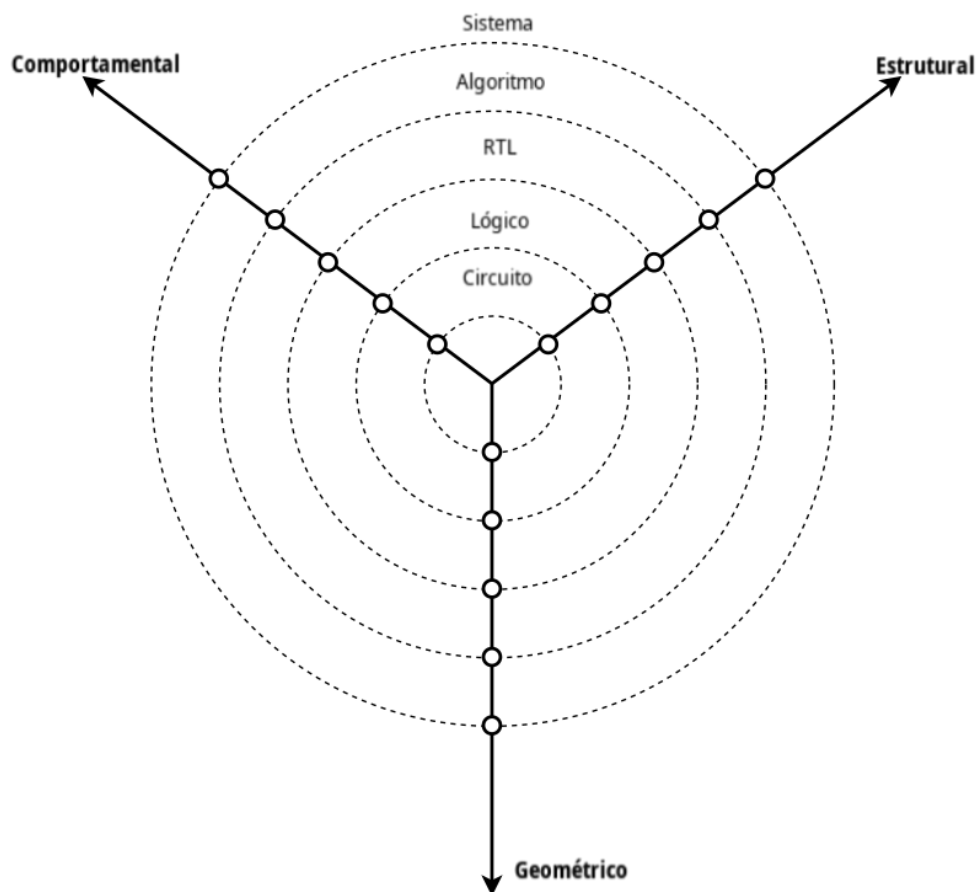 Sistema
Comportamental
Estrutural
Algoritmo
RTL
Lógico
Circuito
Geométrico